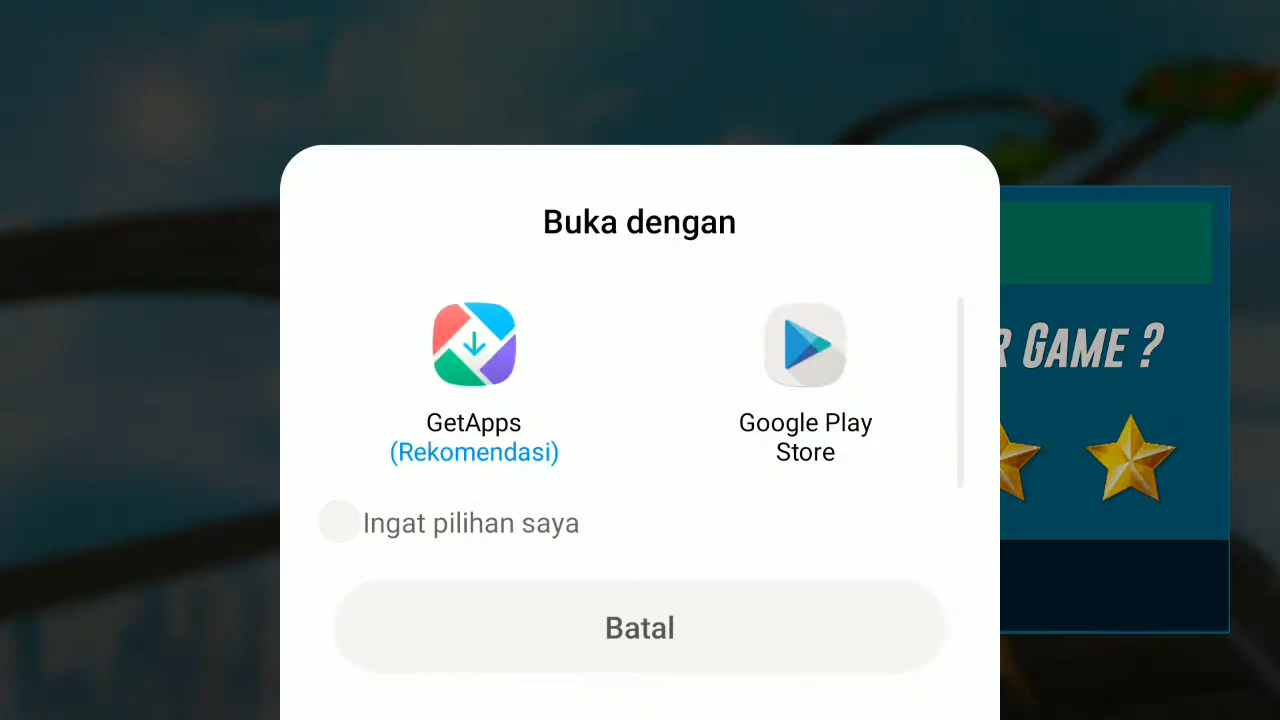 Buka dengan
GetApps
(Rekomendasi)
Google Play
Store
Ingat pilihan saya
Batal
GAME ?